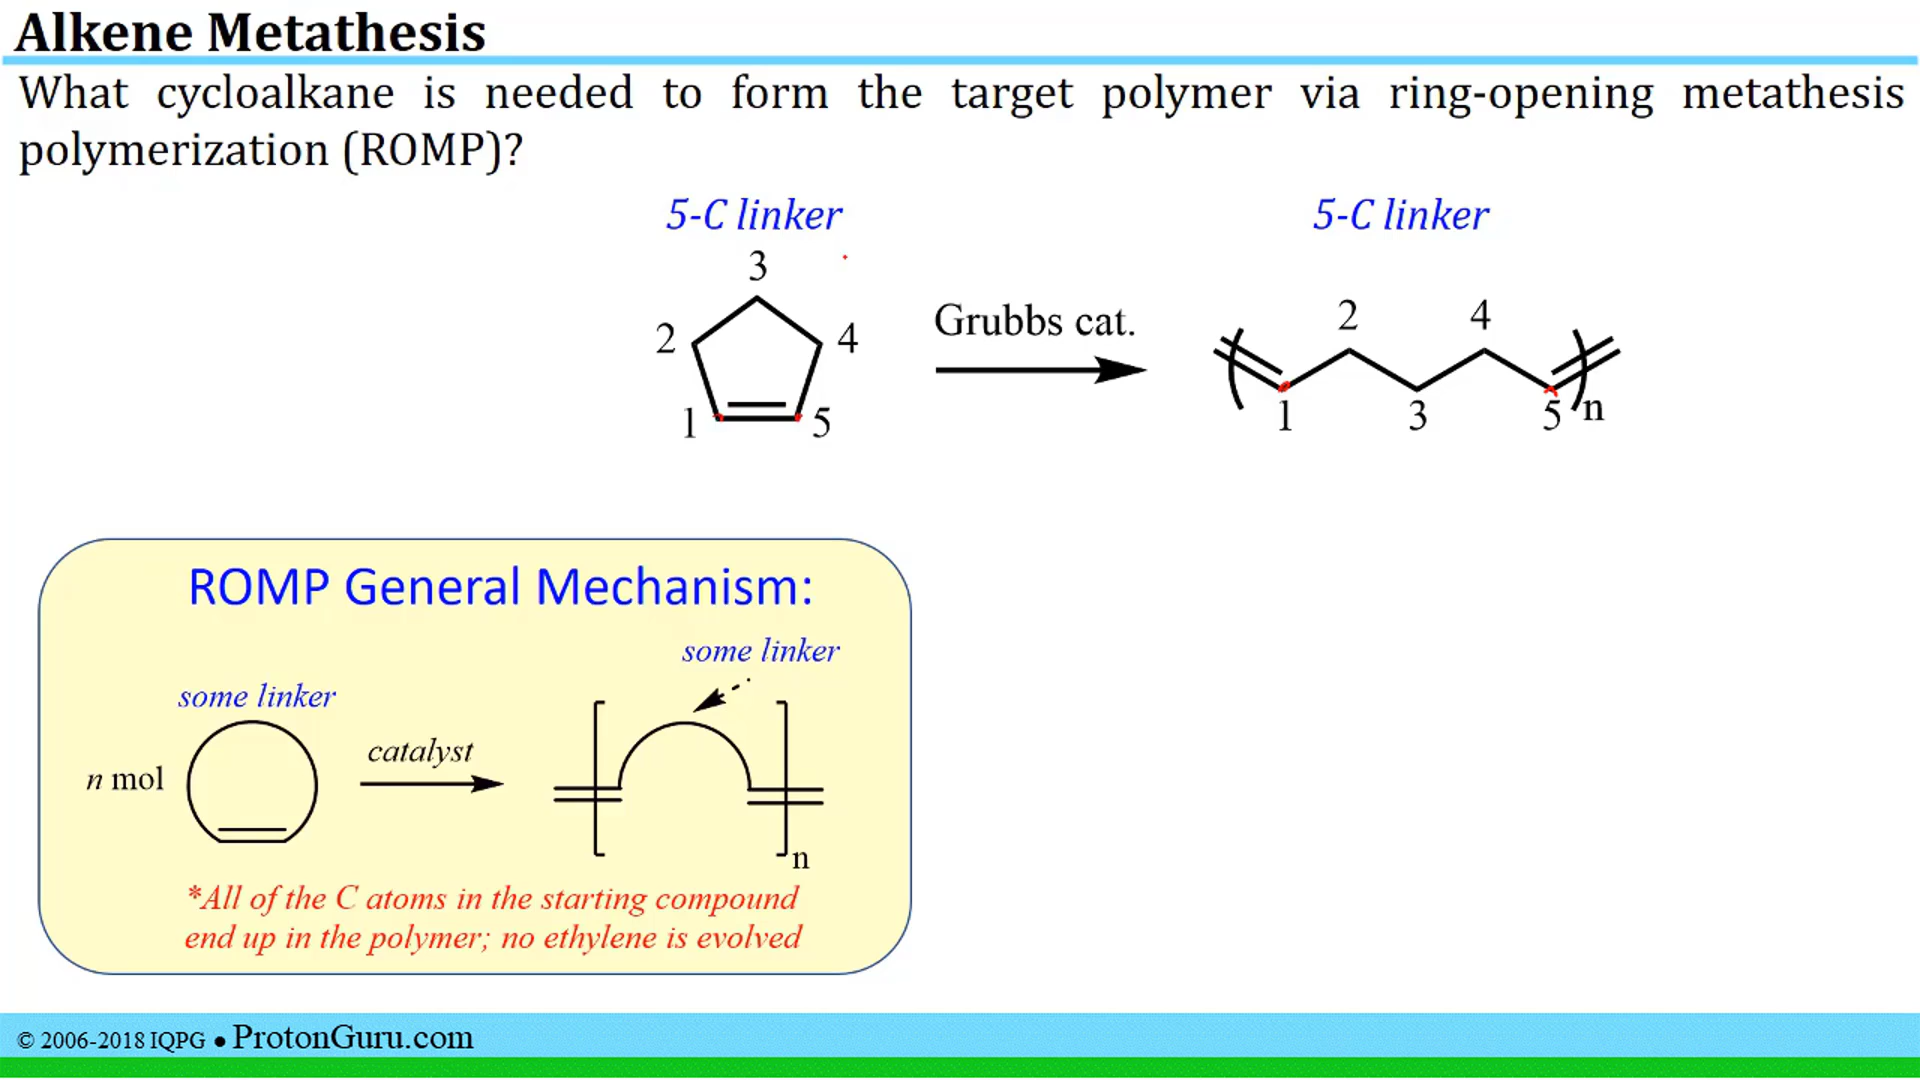 Alkene Metathesis
What cycloalkane is needed to form the target polymer via ring-opening metathesis
polymerization (ROMP)?
5-C linker
5-C linker
3
2
4
1
5
Grubbs cat.
2
4
1
3
5
n
ROMP General Mechanism:
some linker
some linker
n mol
catalyst
n
*All of the C atoms in the starting compound
end up in the polymer; no ethylene is evolved
© 2006-2018 IQPG ● ProtonGuru.com